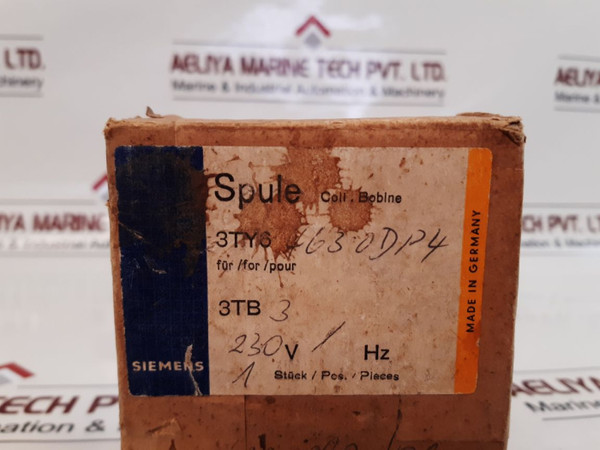 AELIYA MARINE TECH PVT. LTD.
Marine & Industrial Automation & Machinery
Spule Coil . Bobine
3TY6 463-0DP4
für / for / pour
3TB 3
230 V / Hz
1 Stück / Pcs. / Pieces
SIEMENS
MADE IN GERMANY